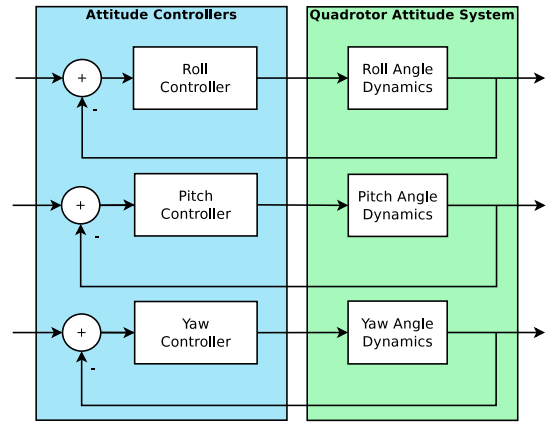 Attitude Controllers
Quadrotor Attitude System
+
Roll
Controller
Roll Angle
Dynamics
-
+
Pitch
Controller
Pitch Angle
Dynamics
-
+
Yaw
Controller
Yaw Angle
Dynamics
-